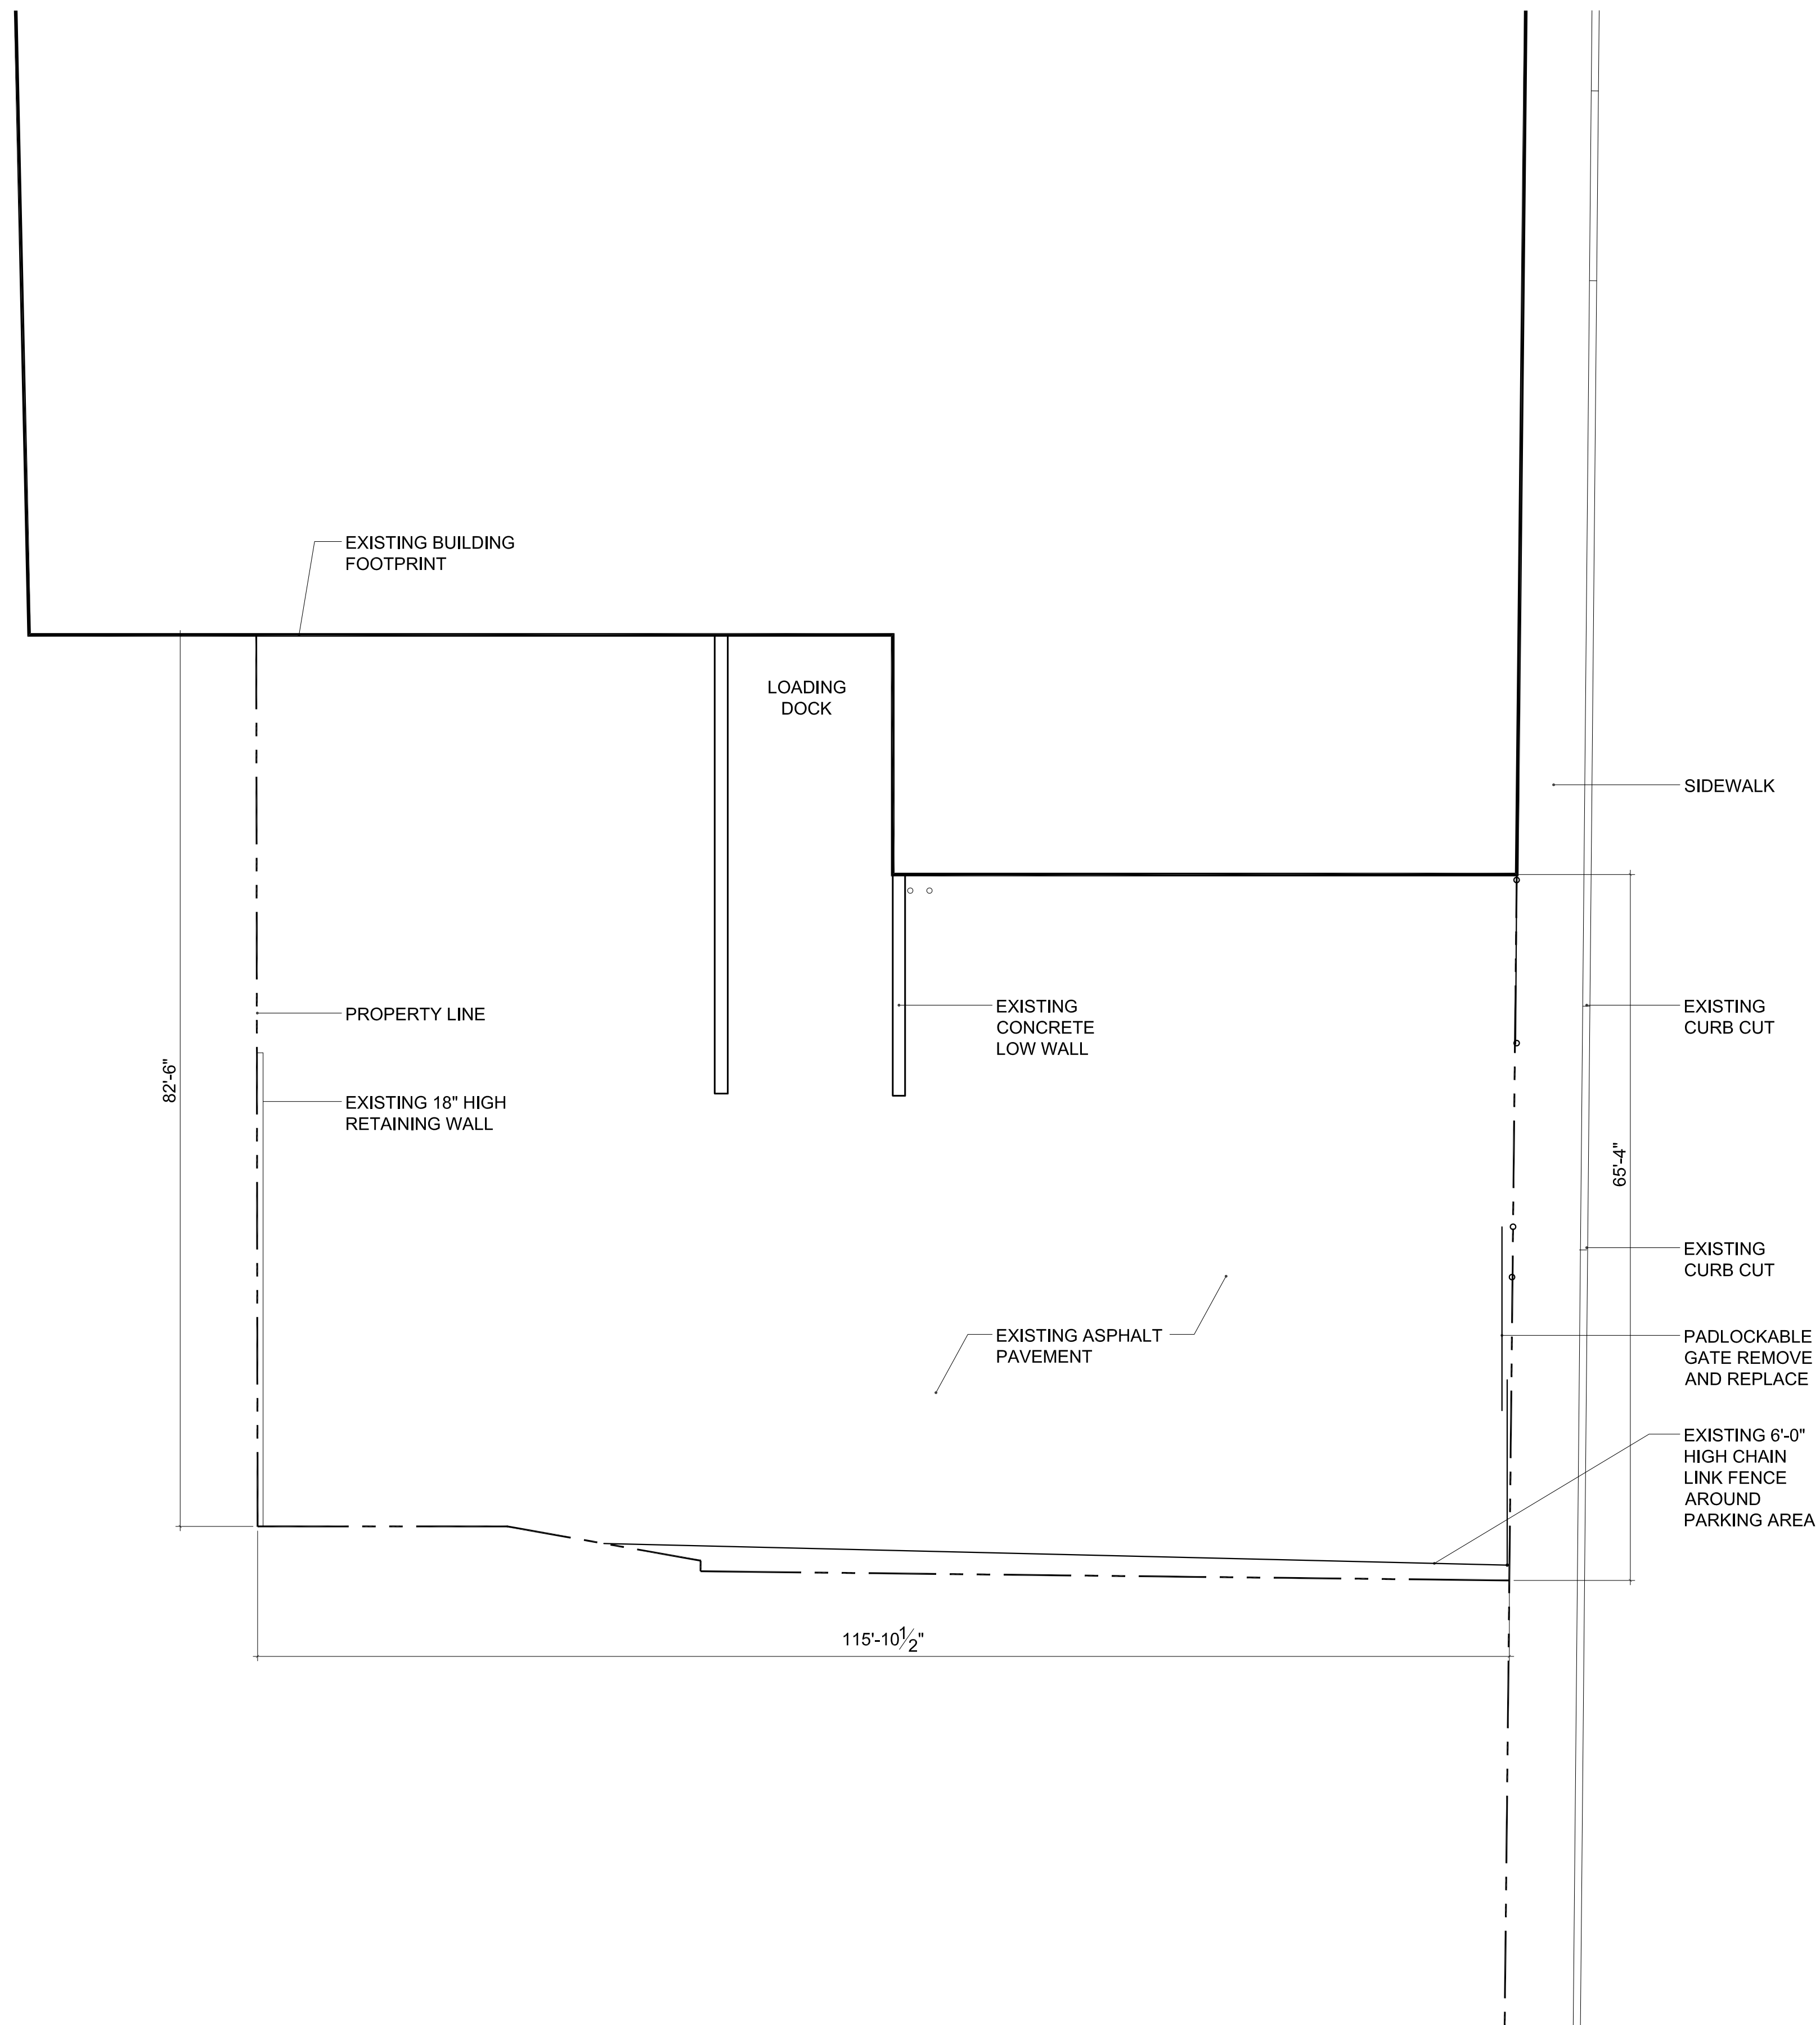 EXISTING BUILDING
FOOTPRINT
LOADING
DOCK
SIDEWALK
PROPERTY LINE
EXISTING
CONCRETE
LOW WALL
EXISTING
CURB CUT
82'-6"
EXISTING 18" HIGH
RETAINING WALL
65'-4"
EXISTING
CURB CUT
EXISTING ASPHALT
PAVEMENT
PADLOCKABLE
GATE REMOVE
AND REPLACE
EXISTING 6'-0"
HIGH CHAIN
LINK FENCE
AROUND
PARKING AREA
115'-10 1/2"